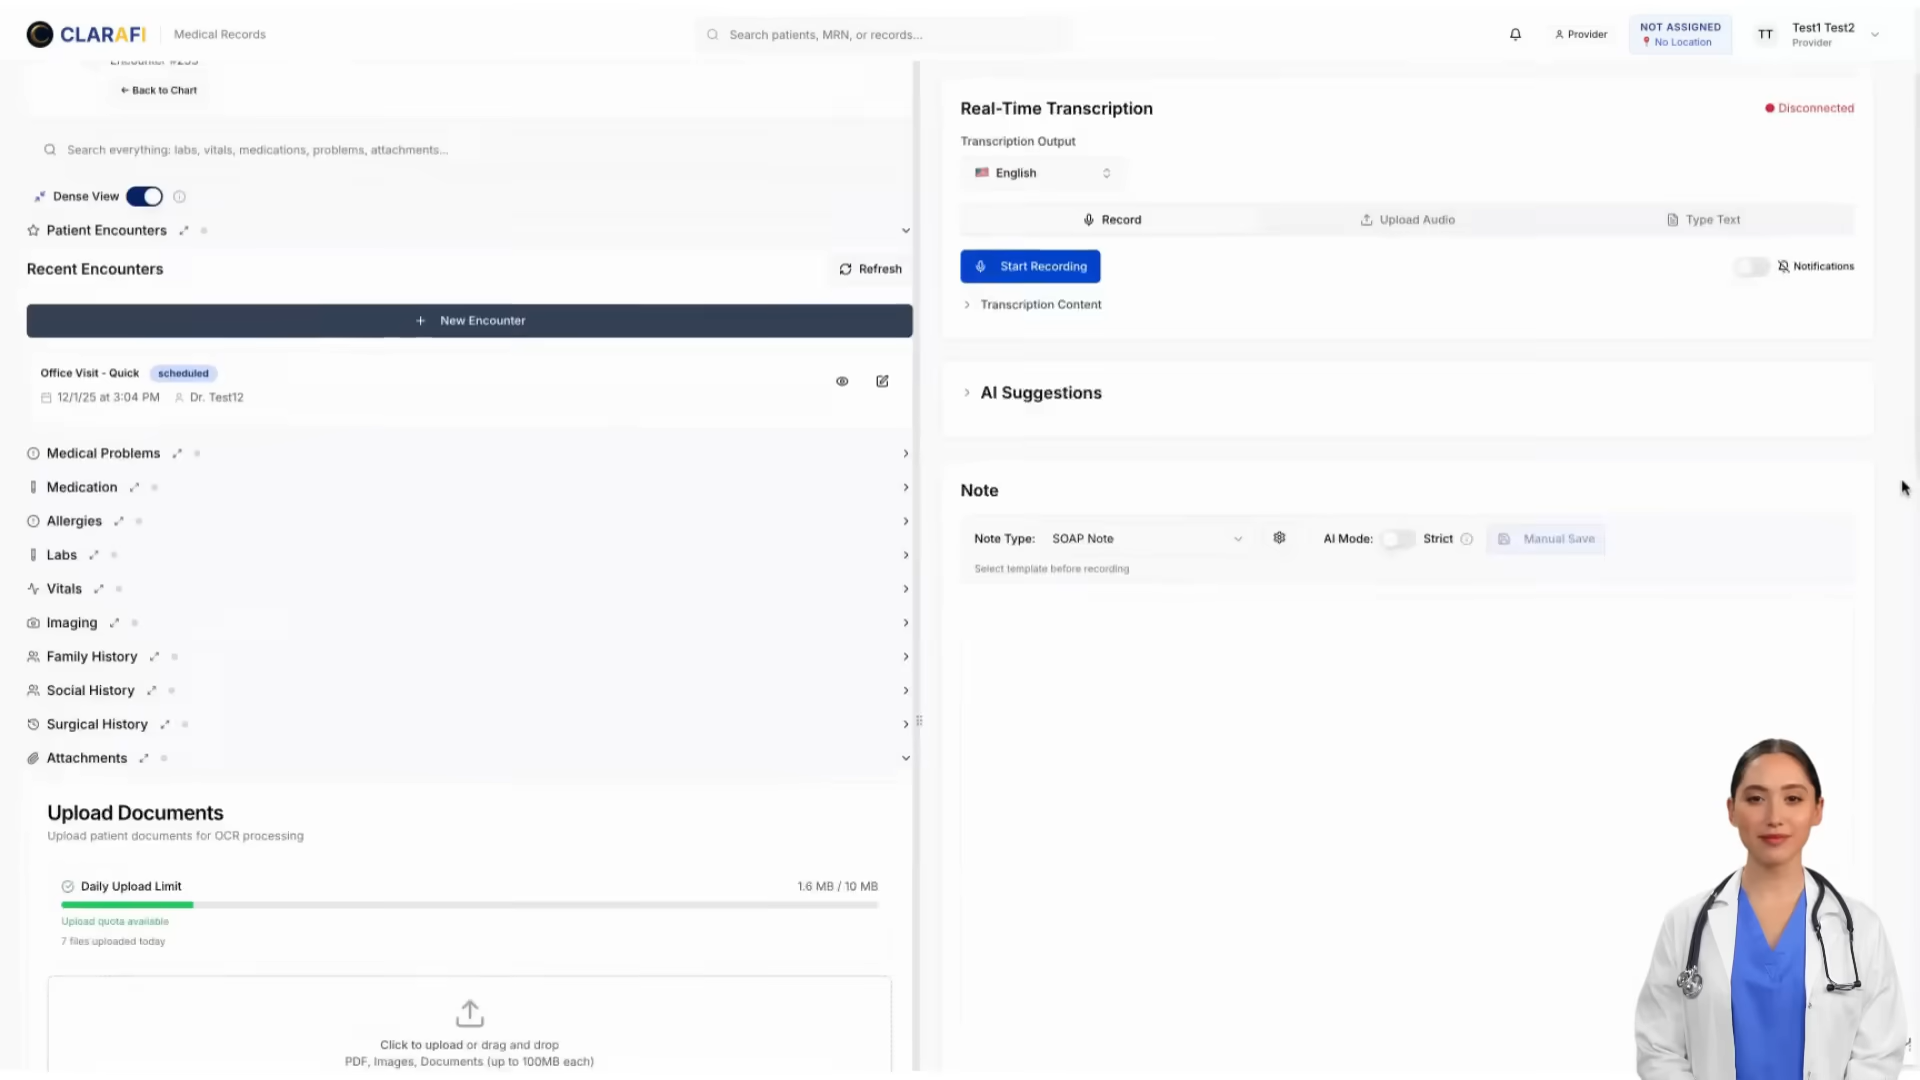 CLARAFI
Medical Records
Search patients, MRN, or records...
Provider
NOT ASSIGNED
No Location
TT
Test1 Test2
Provider
Encounter #255
← Back to Chart
Search everything: labs, vitals, medications, problems, attachments...
Dense View
Patient Encounters
Recent Encounters
Refresh
+ New Encounter
Office Visit - Quick
scheduled
12/1/25 at 3:04 PM
Dr. Test12
Medical Problems
Medication
Allergies
Labs
Vitals
Imaging
Family History
Social History
Surgical History
Attachments
Upload Documents
Upload patient documents for OCR processing
Daily Upload Limit
1.6 MB / 10 MB
Upload quota available
7 files uploaded today
Click to upload or drag and drop
PDF, Images, Documents (up to 100MB each)
Real-Time Transcription
Disconnected
Transcription Output
English
Record
Upload Audio
Type Text
Start Recording
Notifications
Transcription Content
AI Suggestions
Note
Note Type:
SOAP Note
AI Mode:
Strict
Manual Save
Select template before recording